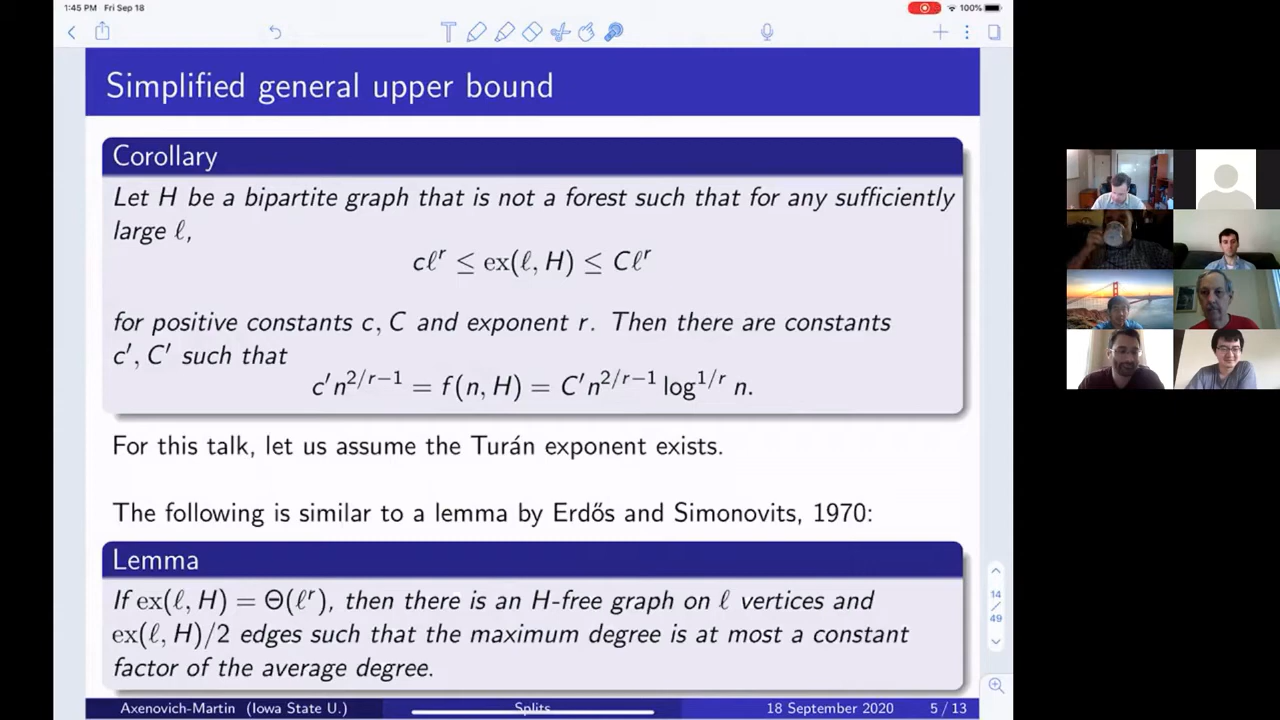 1:45 PM Fri Sep 18
100%
Simplified general upper bound
Corollary
Let H be a bipartite graph that is not a forest such that for any sufficiently
large ℓ,
cℓ^r ≤ ex(ℓ, H) ≤ Cℓ^r
for positive constants c, C and exponent r. Then there are constants
c′, C′ such that
c′n^{2/r−1} = f(n, H) = C′n^{2/r−1} log^{1/r} n.
For this talk, let us assume the Turán exponent exists.
The following is similar to a lemma by Erdős and Simonovits, 1970:
Lemma
If ex(ℓ, H) = Θ(ℓ^r), then there is an H-free graph on ℓ vertices and
ex(ℓ, H)/2 edges such that the maximum degree is at most a constant
factor of the average degree.
14
/
49
Axenovich-Martin (Iowa State U.) Splits 18 September 2020 5 / 13